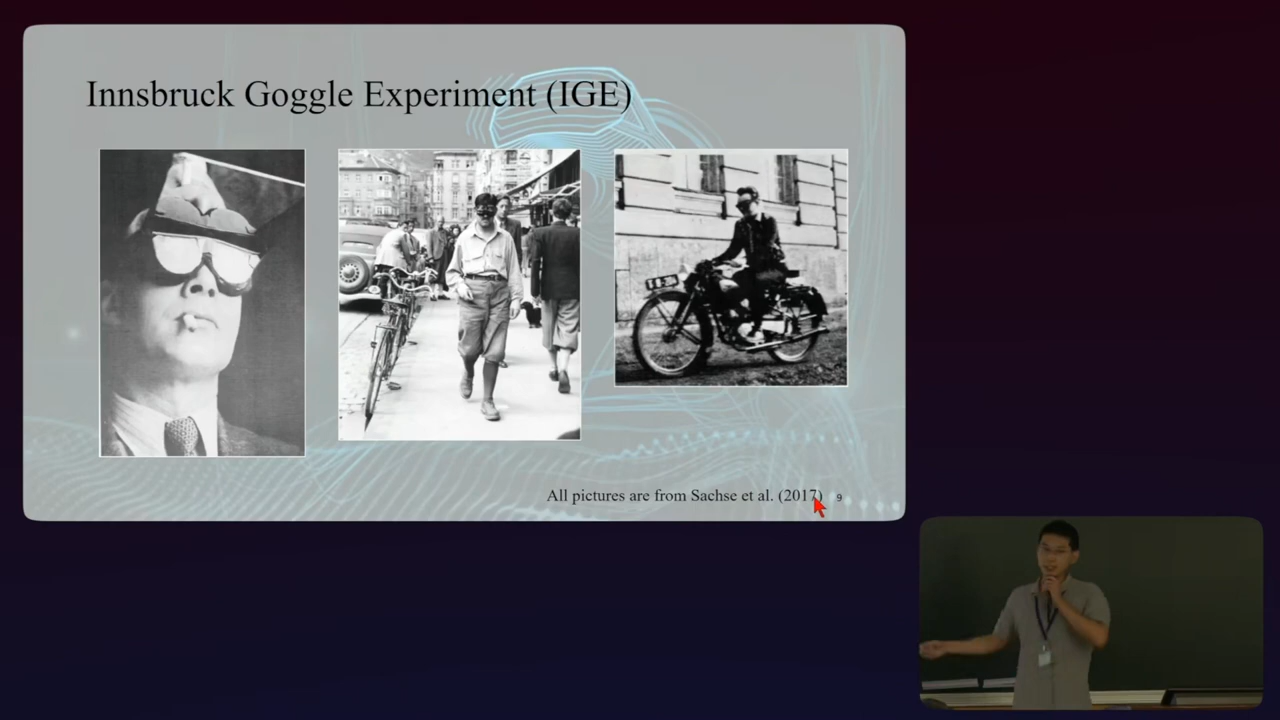 Innsbruck Goggle Experiment (IGE)
All pictures are from Sachse et al. (2017)
9